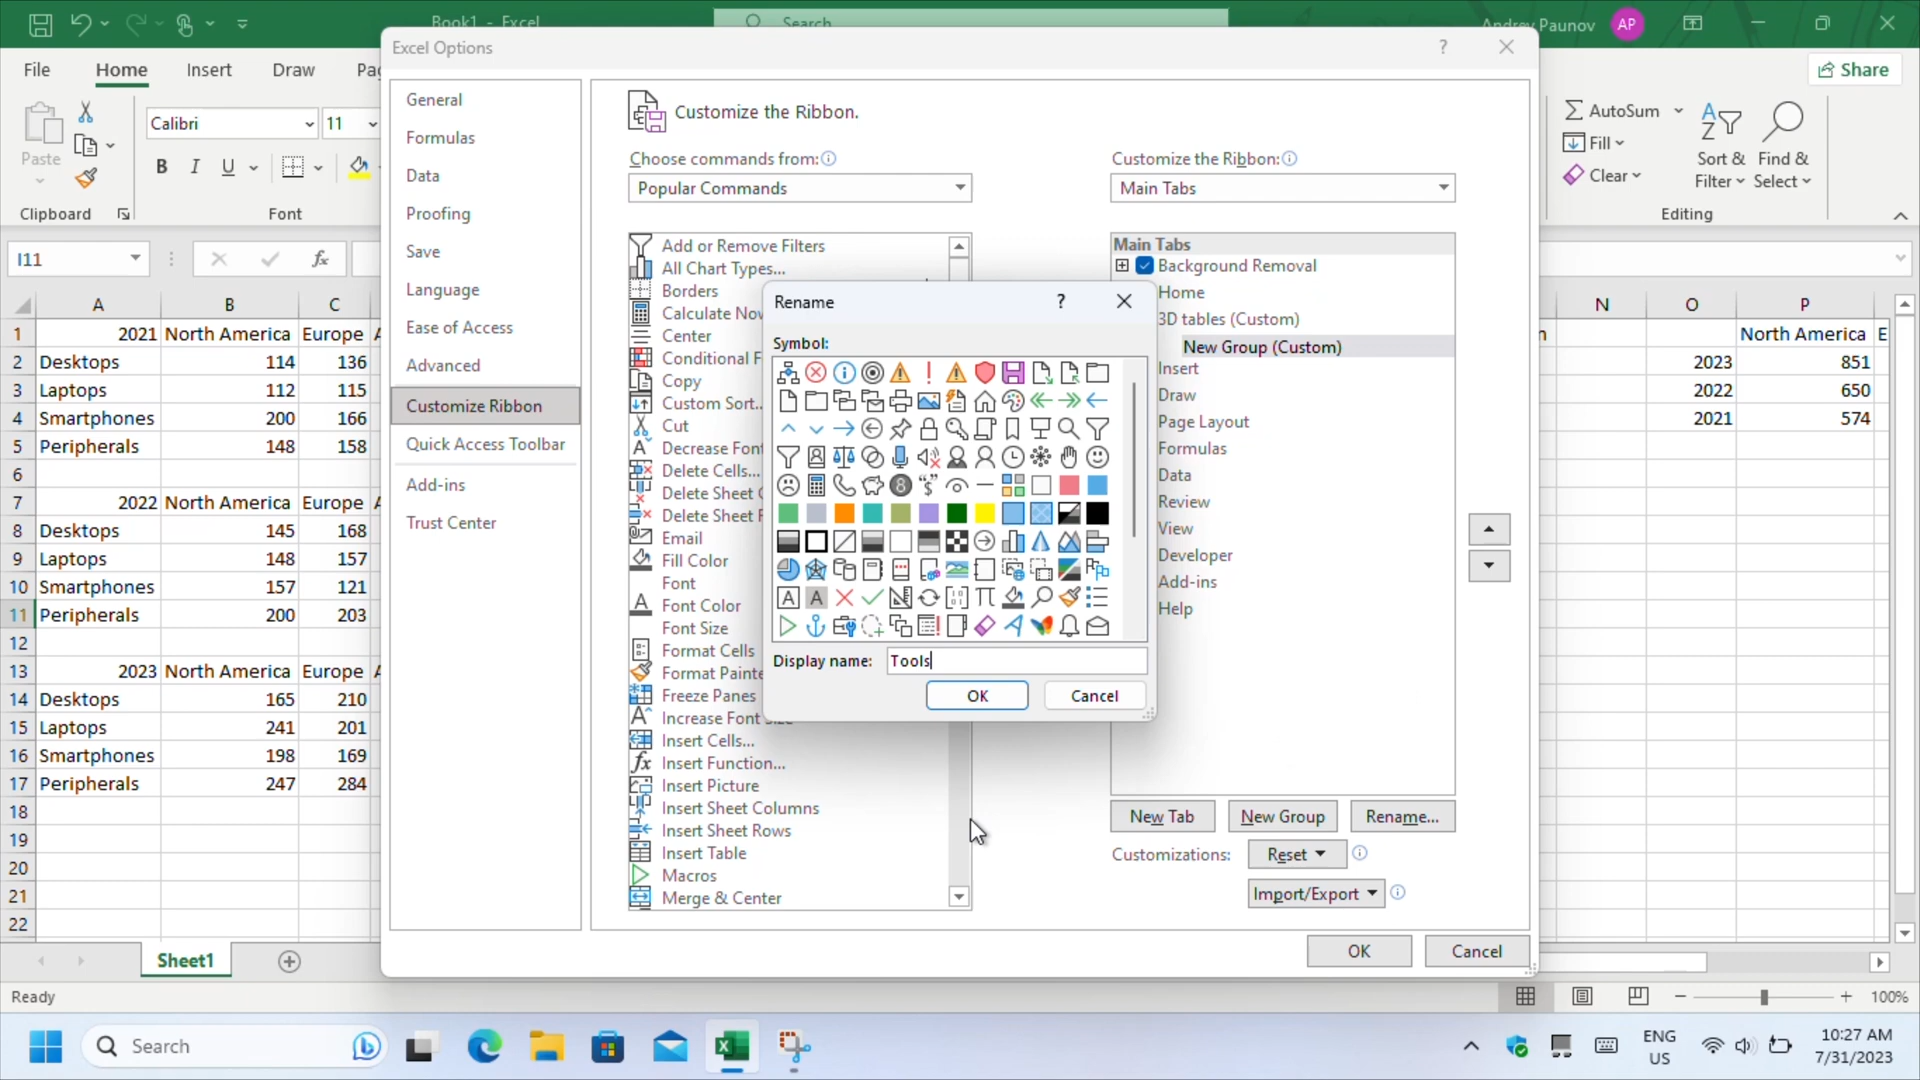 Book1 - Excel
Search
Andrey Paunov
AP
File
Home
Insert
Draw
Share
Paste
Clipboard
Calibri
11
B I U
Font
AutoSum
Fill
Clear
Sort &
Filter
Find &
Select
Editing
I11
fx
A B C
1 2021 North America Europe
2 Desktops 114 136
3 Laptops 112 115
4 Smartphones 200 166
5 Peripherals 148 158
6
7 2022 North America Europe
8 Desktops 145 168
9 Laptops 148 157
10 Smartphones 157 121
11 Peripherals 200 203
12
13 2023 North America Europe
14 Desktops 165 210
15 Laptops 241 201
16 Smartphones 198 169
17 Peripherals 247 284
18
19
20
21
22
N O P
North America E
2023 851
2022 650
2021 574
Excel Options
?
General
Formulas
Data
Proofing
Save
Language
Ease of Access
Advanced
Customize Ribbon
Quick Access Toolbar
Add-ins
Trust Center
Customize the Ribbon.
Choose commands from:
Popular Commands
Add or Remove Filters
All Chart Types...
Borders
Center
Copy
Custom Sort..
Cut
Delete Cells...
Email
Fill Color
Font
Font Color
Font Size
Format Cells
Freeze Panes
Increase Font Size
Insert Cells...
Insert Function...
Insert Picture
Insert Sheet Columns
Insert Sheet Rows
Insert Table
Macros
Merge & Center
Customize the Ribbon:
Main Tabs
Main Tabs
Background Removal
Home
3D tables (Custom)
New Group (Custom)
Insert
Draw
Page Layout
Formulas
Data
Review
View
Developer
Add-ins
Help
New Tab
New Group
Rename...
Customizations:
Reset
Import/Export
OK
Cancel
Rename
?
Symbol:
Display name:
Tools
OK
Cancel
Sheet1
Ready
100%
Search
ENG
US
10:27 AM
7/31/2023